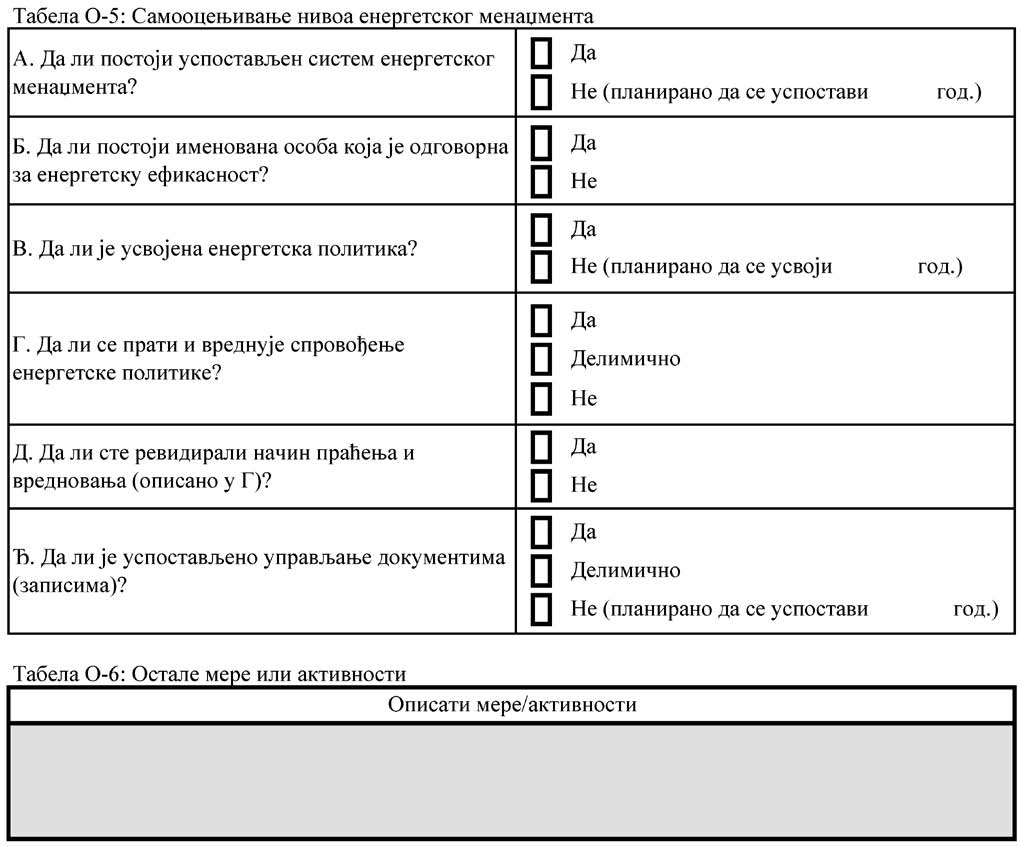 Табела О-5: Самооцењивање нивоа енергетског менаџмента
А. Да ли постоји успостављен систем енергетског
менаџмента?
Да
Не (планирано да се успостави год.)
Б. Да ли постоји именована особа која је одговорна
за енергетску ефикасност?
Да
Не
В. Да ли је усвојена енергетска политика?
Да
Не (планирано да се усвоји год.)
Г. Да ли се прати и вреднује спровођење
енергетске политике?
Да
Делимично
Не
Д. Да ли сте ревидирали начин праћења и
вредновања (описано у Г)?
Да
Не
Ђ. Да ли је успостављено управљање документима
(записима)?
Да
Делимично
Не (планирано да се успостави год.)
Табела О-6: Остале мере или активности
Описати мере/активности